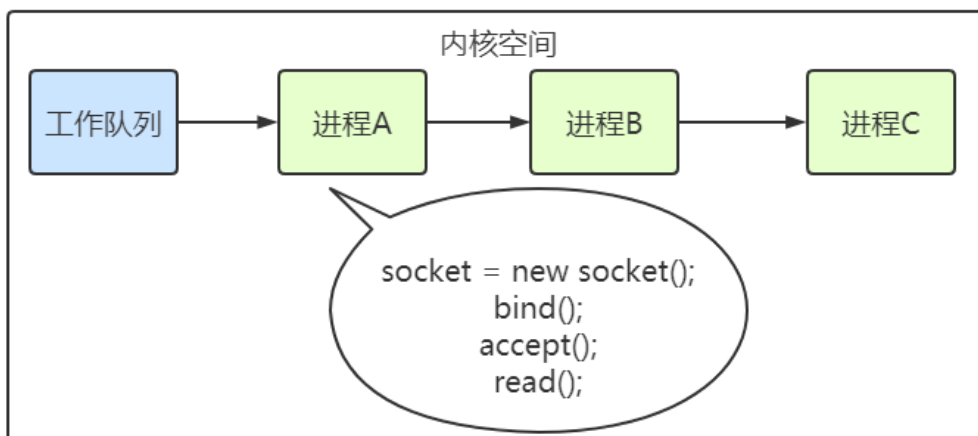 内核空间
工作队列
进程A
进程B
进程C
socket = new socket();
bind();
accept();
read();